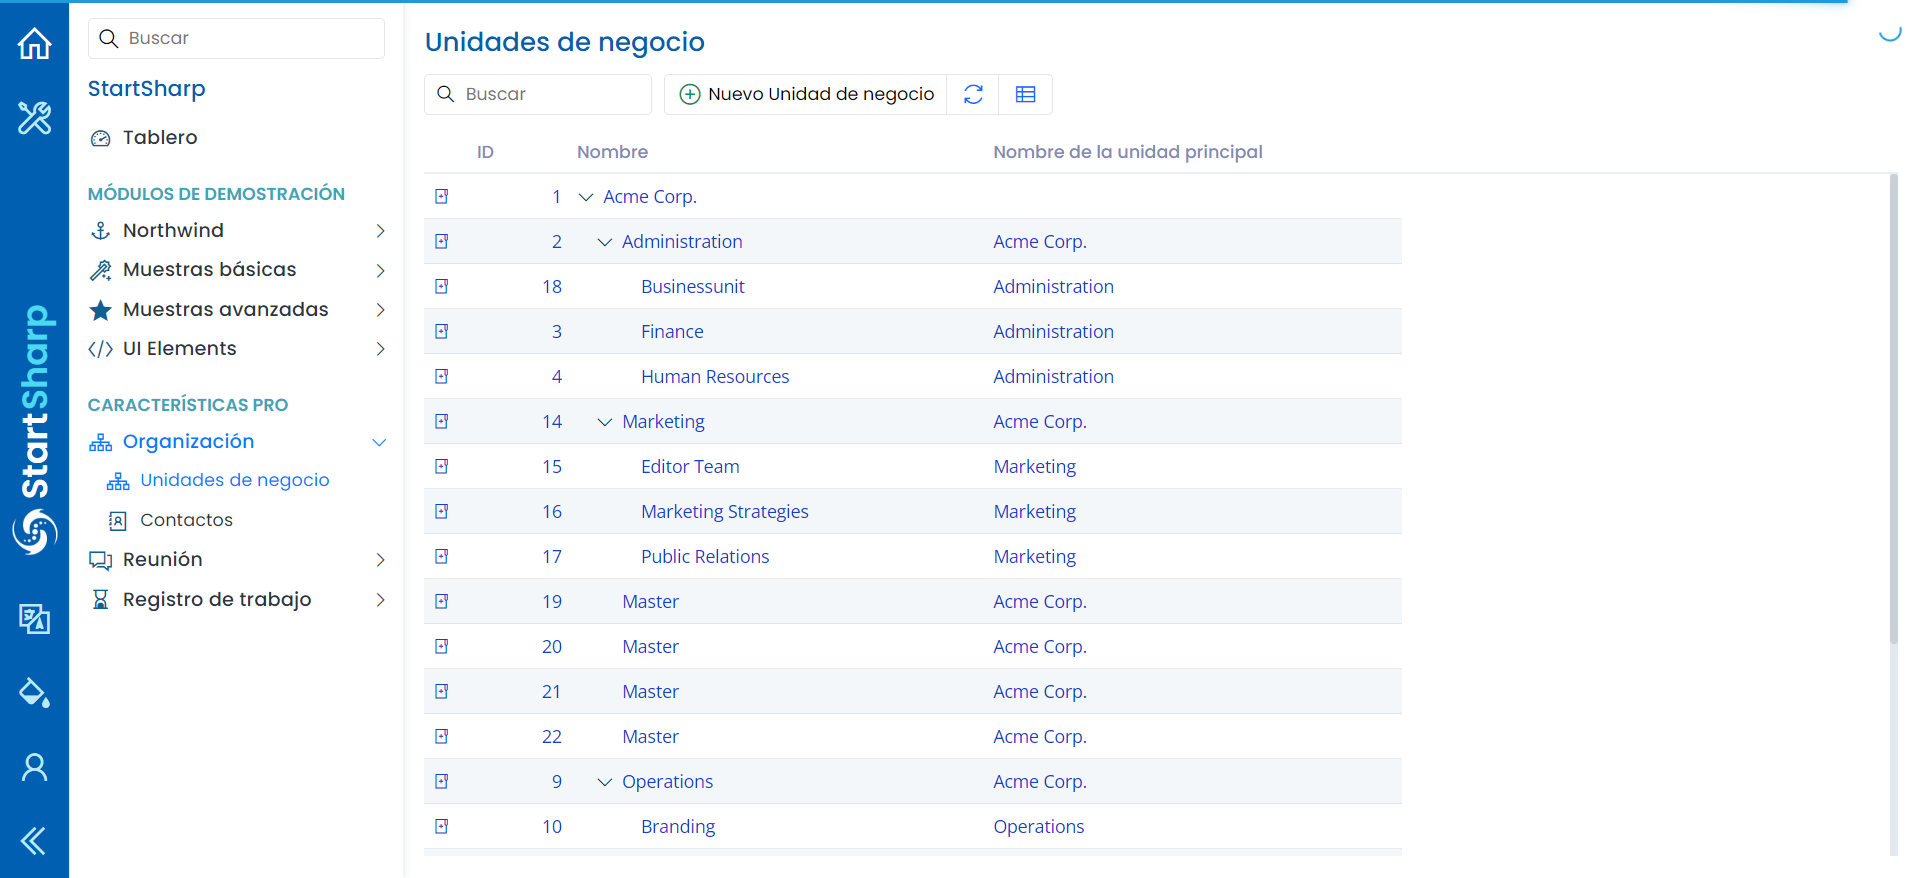 Buscar
StartSharp
Tablero
MÓDULOS DE DEMOSTRACIÓN
Northwind
Muestras básicas
Muestras avanzadas
UI Elements
CARACTERÍSTICAS PRO
Organización
Unidades de negocio
Contactos
Reunión
Registro de trabajo
StartSharp
Unidades de negocio
Buscar
Nuevo Unidad de negocio
ID Nombre Nombre de la unidad principal
1 Acme Corp.
2 Administration Acme Corp.
18 Businessunit Administration
3 Finance Administration
4 Human Resources Administration
14 Marketing Acme Corp.
15 Editor Team Marketing
16 Marketing Strategies Marketing
17 Public Relations Marketing
19 Master Acme Corp.
20 Master Acme Corp.
21 Master Acme Corp.
22 Master Acme Corp.
9 Operations Acme Corp.
10 Branding Operations